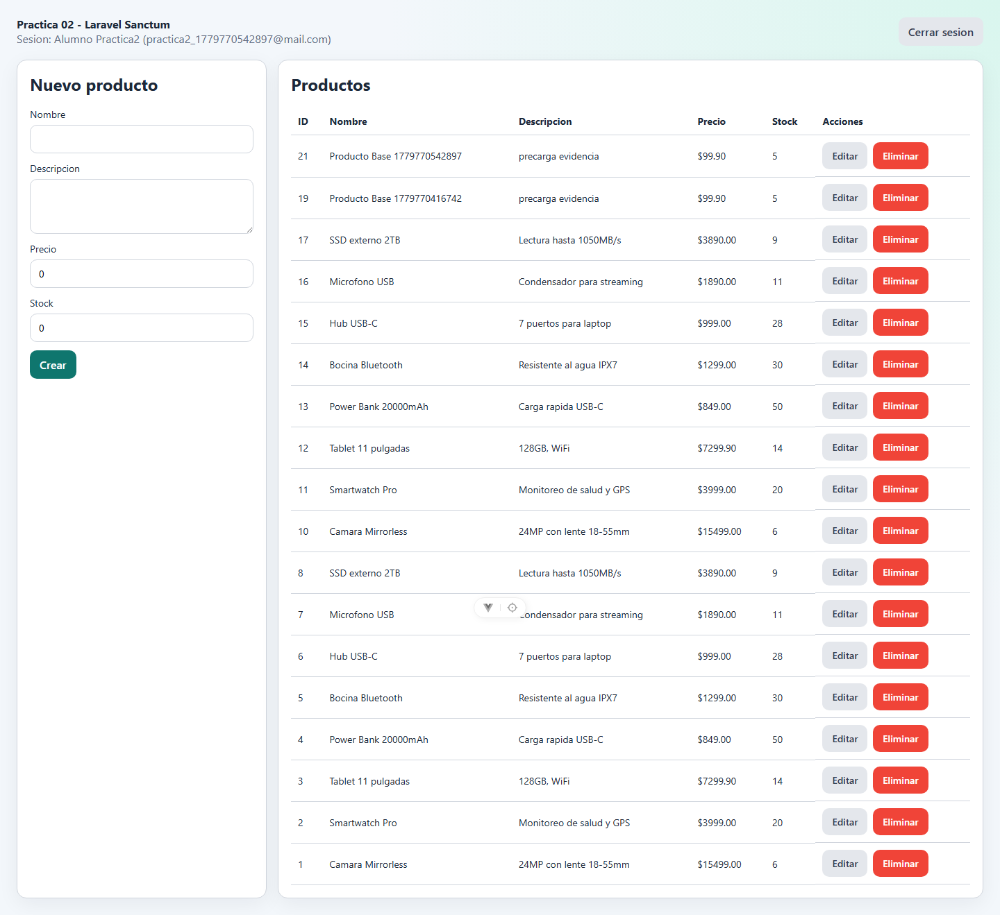 Practica 02 - Laravel Sanctum
Sesion: Alumno Practica2 (practica2_1779770542897@mail.com)
Cerrar sesion
Nuevo producto
Nombre
Descripcion
Precio
0
Stock
0
Crear
Productos
ID Nombre Descripcion Precio Stock Acciones
21 Producto Base 1779770542897 precarga evidencia $99.90 5 Editar Eliminar
19 Producto Base 1779770416742 precarga evidencia $99.90 5 Editar Eliminar
17 SSD externo 2TB Lectura hasta 1050MB/s $3890.00 9 Editar Eliminar
16 Microfono USB Condensador para streaming $1890.00 11 Editar Eliminar
15 Hub USB-C 7 puertos para laptop $999.00 28 Editar Eliminar
14 Bocina Bluetooth Resistente al agua IPX7 $1299.00 30 Editar Eliminar
13 Power Bank 20000mAh Carga rapida USB-C $849.00 50 Editar Eliminar
12 Tablet 11 pulgadas 128GB, WiFi $7299.90 14 Editar Eliminar
11 Smartwatch Pro Monitoreo de salud y GPS $3999.00 20 Editar Eliminar
10 Camara Mirrorless 24MP con lente 18-55mm $15499.00 6 Editar Eliminar
8 SSD externo 2TB Lectura hasta 1050MB/s $3890.00 9 Editar Eliminar
7 Microfono USB Condensador para streaming $1890.00 11 Editar Eliminar
6 Hub USB-C 7 puertos para laptop $999.00 28 Editar Eliminar
5 Bocina Bluetooth Resistente al agua IPX7 $1299.00 30 Editar Eliminar
4 Power Bank 20000mAh Carga rapida USB-C $849.00 50 Editar Eliminar
3 Tablet 11 pulgadas 128GB, WiFi $7299.90 14 Editar Eliminar
2 Smartwatch Pro Monitoreo de salud y GPS $3999.00 20 Editar Eliminar
1 Camara Mirrorless 24MP con lente 18-55mm $15499.00 6 Editar Eliminar